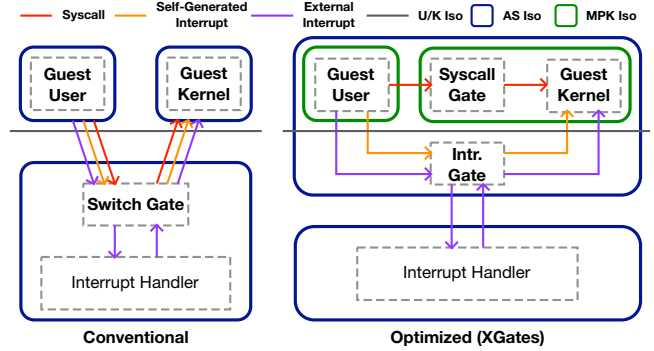 Syscall
Self-Generated
Interrupt
External
Interrupt
U/K Iso
AS Iso
MPK Iso
Guest
User
Guest
Kernel
Switch Gate
Interrupt Handler
Conventional
Guest
User
Syscall
Gate
Guest
Kernel
Intr.
Gate
Interrupt Handler
Optimized (XGates)